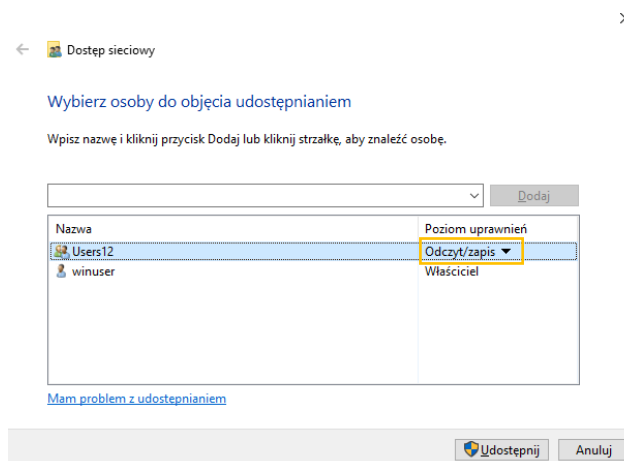 Dostęp sieciowy
Wybierz osoby do objęcia udostępnianiem
Wpisz nazwę i kliknij przycisk Dodaj lub kliknij strzałkę, aby znaleźć osobę.
Dodaj
Nazwa Poziom uprawnień
Users12 Odczyt/zapis
winuser Właściciel
Mam problem z udostępnianiem
Udostępnij Anuluj